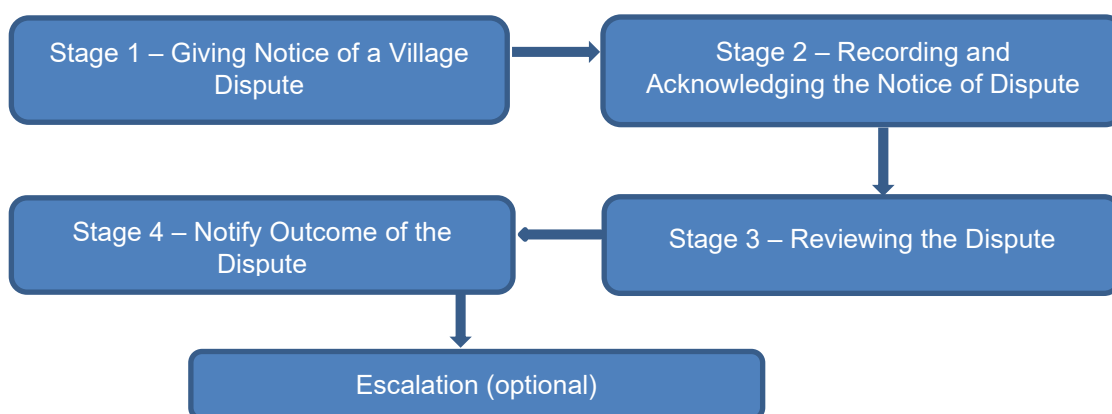 Stage 1 – Giving Notice of a Village
Dispute
Stage 2 – Recording and
Acknowledging the Notice of Dispute
Stage 3 – Reviewing the Dispute
Stage 4 – Notify Outcome of the
Dispute
Escalation (optional)